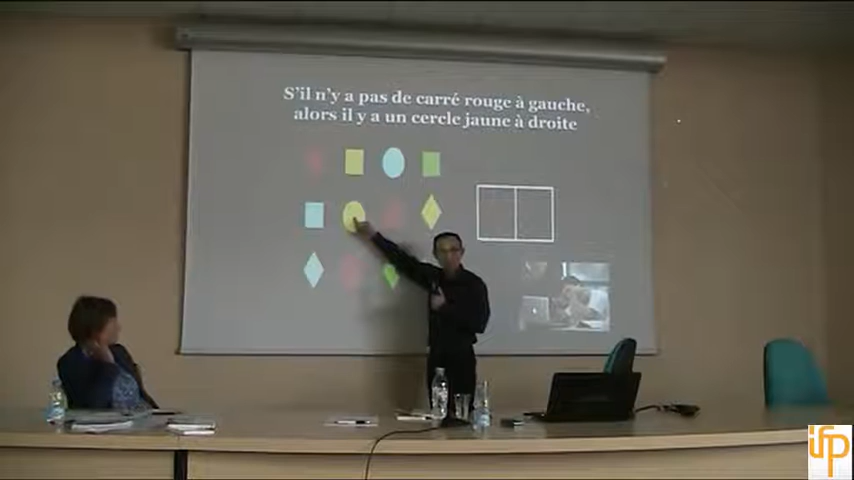 S'il n'y a pas de carré rouge à gauche,
alors il y a un cercle jaune à droite
ifp